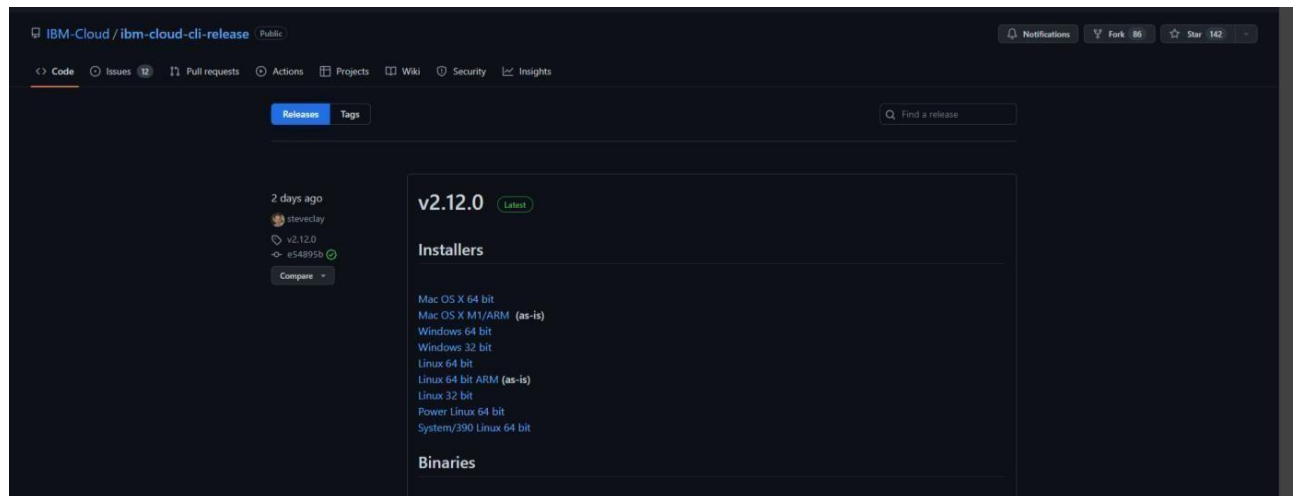 IBM-Cloud / ibm-cloud-cli-release Public
Notifications Fork 86 Star 142
Code Issues 12 Pull requests Actions Projects Wiki Security Insights
Releases Tags
Find a release
2 days ago
steveclay
v2.12.0
e54895b
Compare
v2.12.0 Latest
Installers
Mac OS X 64 bit
Mac OS X M1/ARM (as-is)
Windows 64 bit
Windows 32 bit
Linux 64 bit
Linux 64 bit ARM (as-is)
Linux 32 bit
Power Linux 64 bit
System/390 Linux 64 bit
Binaries